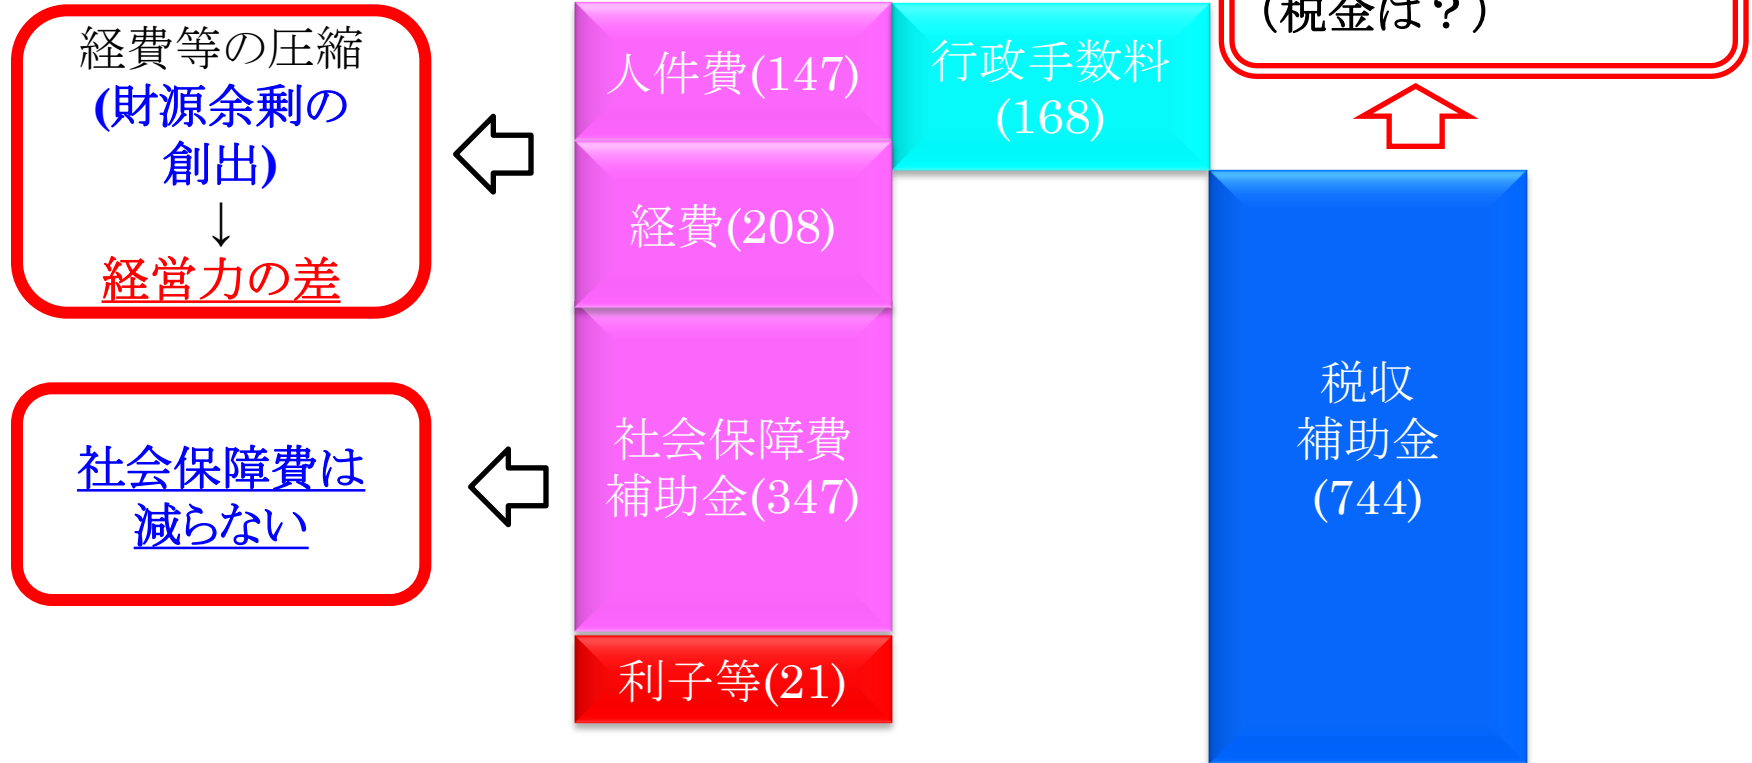 経費等の圧縮
(財源余剰の
創出)
↓
経営力の差
社会保障費は
減らない
人件費(147)
経費(208)
社会保障費
補助金(347)
利子等(21)
行政手数料
(168)
（税金は？）
税収
補助金
(744)